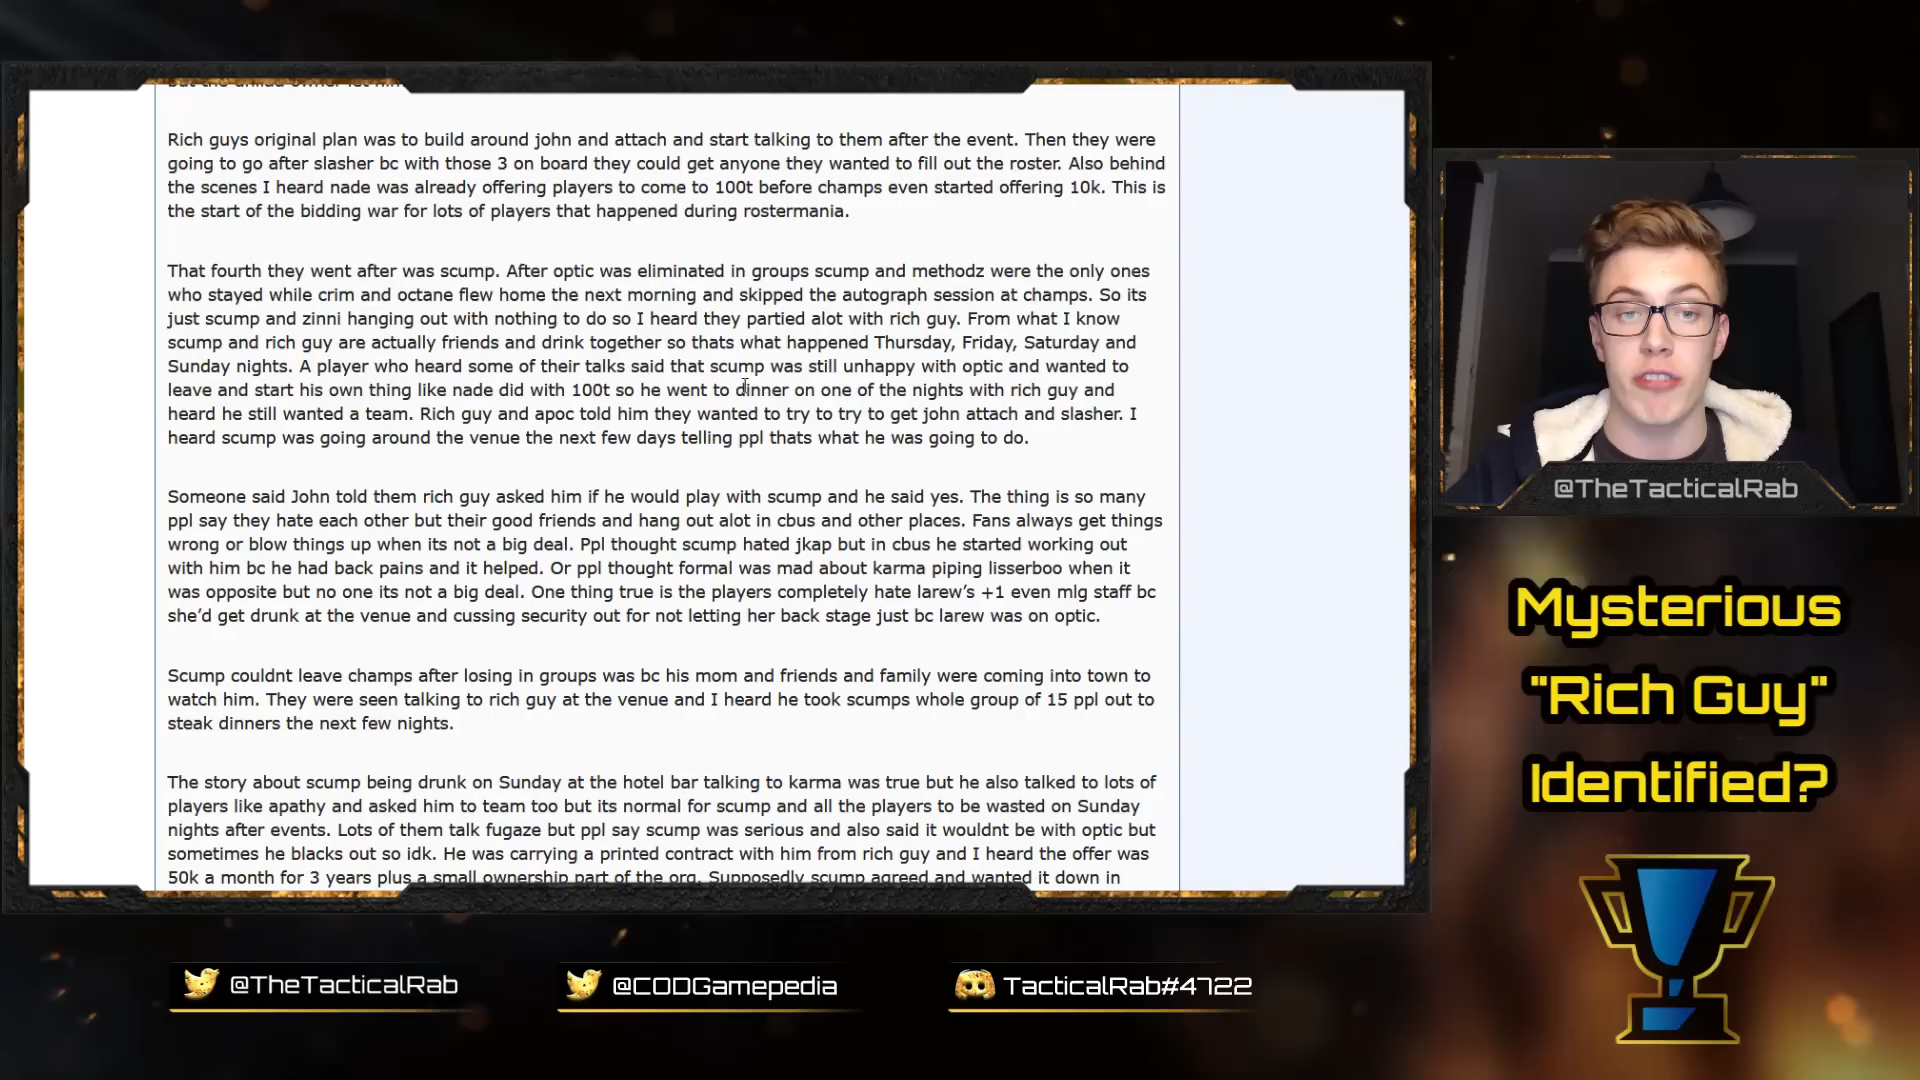 Rich guys original plan was to build around john and attach and start talking to them after the event. Then they were
going to go after slasher bc with those 3 on board they could get anyone they wanted to fill out the roster. Also behind
the scenes I heard nade was already offering players to come to 100t before champs even started offering 10k. This is
the start of the bidding war for lots of players that happened during rostermania.
That fourth they went after was scump. After optic was eliminated in groups scump and methodz were the only ones
who stayed while crim and octane flew home the next morning and skipped the autograph session at champs. So its
just scump and zinni hanging out with nothing to do so I heard they partied alot with rich guy. From what I know
scump and rich guy are actually friends and drink together so thats what happened Thursday, Friday, Saturday and
Sunday nights. A player who heard some of their talks said that scump was still unhappy with optic and wanted to
leave and start his own thing like nade did with 100t so he went to dinner on one of the nights with rich guy and
heard he still wanted a team. Rich guy and apoc told him they wanted to try to try to get john attach and slasher. I
heard scump was going around the venue the next few days telling ppl thats what he was going to do.
Someone said John told them rich guy asked him if he would play with scump and he said yes. The thing is so many
ppl say they hate each other but their good friends and hang out alot in cbus and other places. Fans always get things
wrong or blow things up when its not a big deal. Ppl thought scump hated jkap but in cbus he started working out
with him bc he had back pains and it helped. Or ppl thought formal was mad about karma piping lisserboo when it
was opposite but no one its not a big deal. One thing true is the players completely hate larew’s +1 even mlg staff bc
she’d get drunk at the venue and cussing security out for not letting her back stage just bc larew was on optic.
Scump couldnt leave champs after losing in groups was bc his mom and friends and family were coming into town to
watch him. They were seen talking to rich guy at the venue and I heard he took scumps whole group of 15 ppl out to
steak dinners the next few nights.
The story about scump being drunk on Sunday at the hotel bar talking to karma was true but he also talked to lots of
players like apathy and asked him to team too but its normal for scump and all the players to be wasted on Sunday
nights after events. Lots of them talk fugaze but ppl say scump was serious and also said it wouldnt be with optic but
sometimes he blacks out so idk. He was carrying a printed contract with him from rich guy and I heard the offer was
50k a month for 3 years plus a small ownership part of the org. Supposedly scump agreed and wanted it down in
@TheTacticalRab
Mysterious
"Rich Guy"
Identified?
@TheTacticalRab
@CODGamepedia
TacticalRab#4722